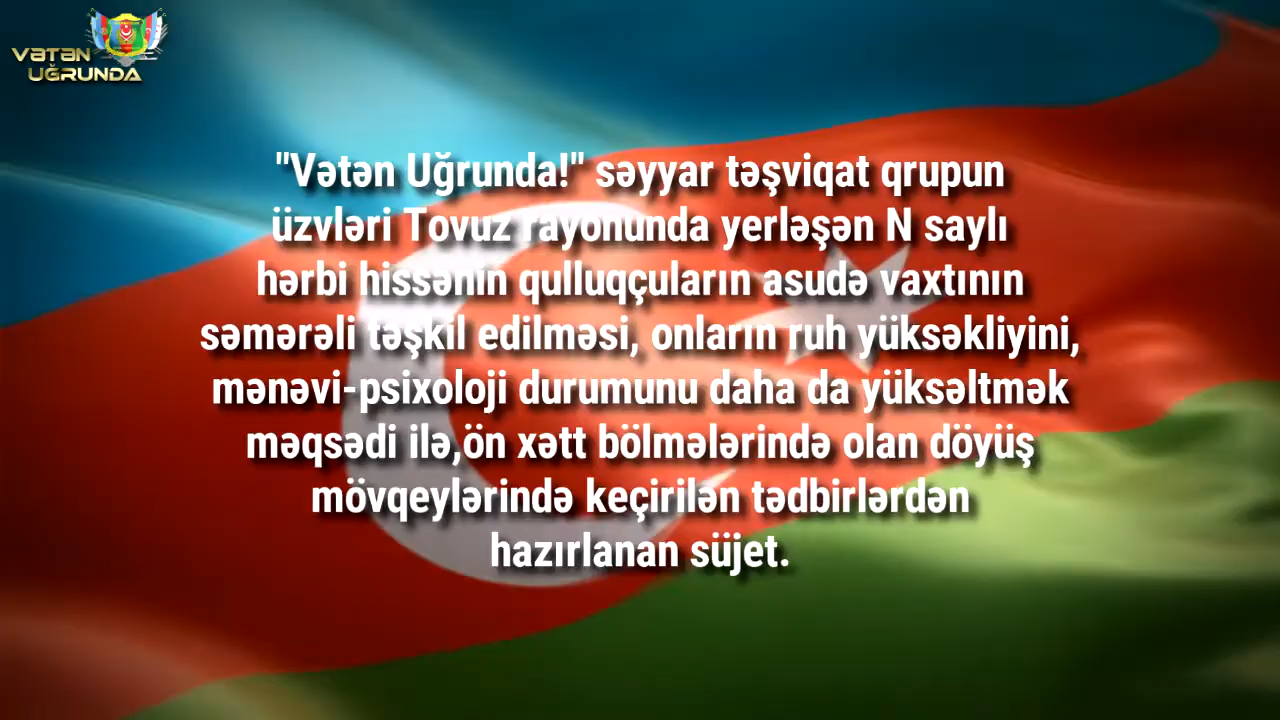 VƏTƏN
UĞRUNDA
"Vətən Uğrunda!" səyyar təşviqat qrupun
üzvləri Tovuz rayonunda yerləşən N saylı
hərbi hissənin qulluqçuların asudə vaxtının
səmərəli təşkil edilməsi, onların ruh yüksəkliyini,
mənəvi-psixoloji durumunu daha da yüksəltmək
məqsədi ilə,ön xətt bölmələrində olan döyüş
mövqeylərində keçirilən tədbirlərdən
hazırlanan süjet.